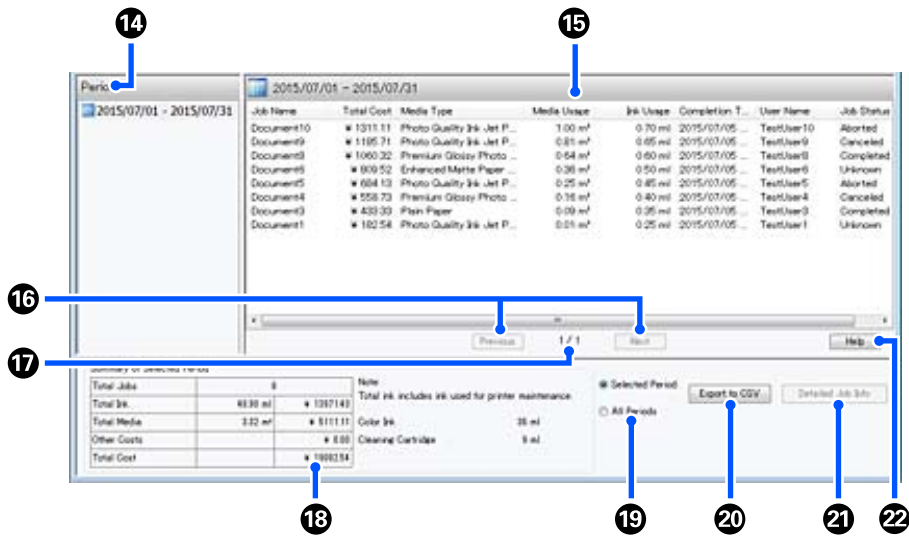 14 15
Perio
2015/07/01 - 2015/07/31
2015/07/01 - 2015/07/31
Job Name Total Cost Media Type Media Usage Ink Usage Completion T... User Name Job Status
Document10 ¥ 1311.11 Photo Quality Ink Jet P... 1.00 m² 0.70 ml 2015/07/05 ... TestUser10 Aborted
Document9 ¥ 1185.71 Photo Quality Ink Jet P... 0.81 m² 0.65 ml 2015/07/05 ... TestUser9 Canceled
Document8 ¥ 1060.32 Premium Glossy Photo ... 0.64 m² 0.60 ml 2015/07/05 ... TestUser8 Completed
Document6 ¥ 809.52 Enhanced Matte Paper ... 0.36 m² 0.50 ml 2015/07/05 ... TestUser6 Unknown
Document5 ¥ 684.13 Photo Quality Ink Jet P... 0.25 m² 0.45 ml 2015/07/05 ... TestUser5 Aborted
Document4 ¥ 558.73 Premium Glossy Photo ... 0.16 m² 0.40 ml 2015/07/05 ... TestUser4 Canceled
Document3 ¥ 433.33 Plain Paper 0.09 m² 0.35 ml 2015/07/05 ... TestUser3 Completed
Document1 ¥ 182.54 Photo Quality Ink Jet P... 0.01 m² 0.25 ml 2015/07/05 ... TestUser1 Unknown
16
Previous 1 / 1 Next Help
17
22
Summary of Selected Period
Total Jobs 8
Total Ink ml ¥
Total Media 3.32 m² ¥ 5111.11
Other Costs ¥ 0.00
Total Cost ¥
Note
Total ink includes ink used for printer maintenance.
Color Ink 35 ml
Cleaning Cartridge 5 ml
Selected Period
All Periods
Export to CSV
Detailed Job Info
18 19 20 21